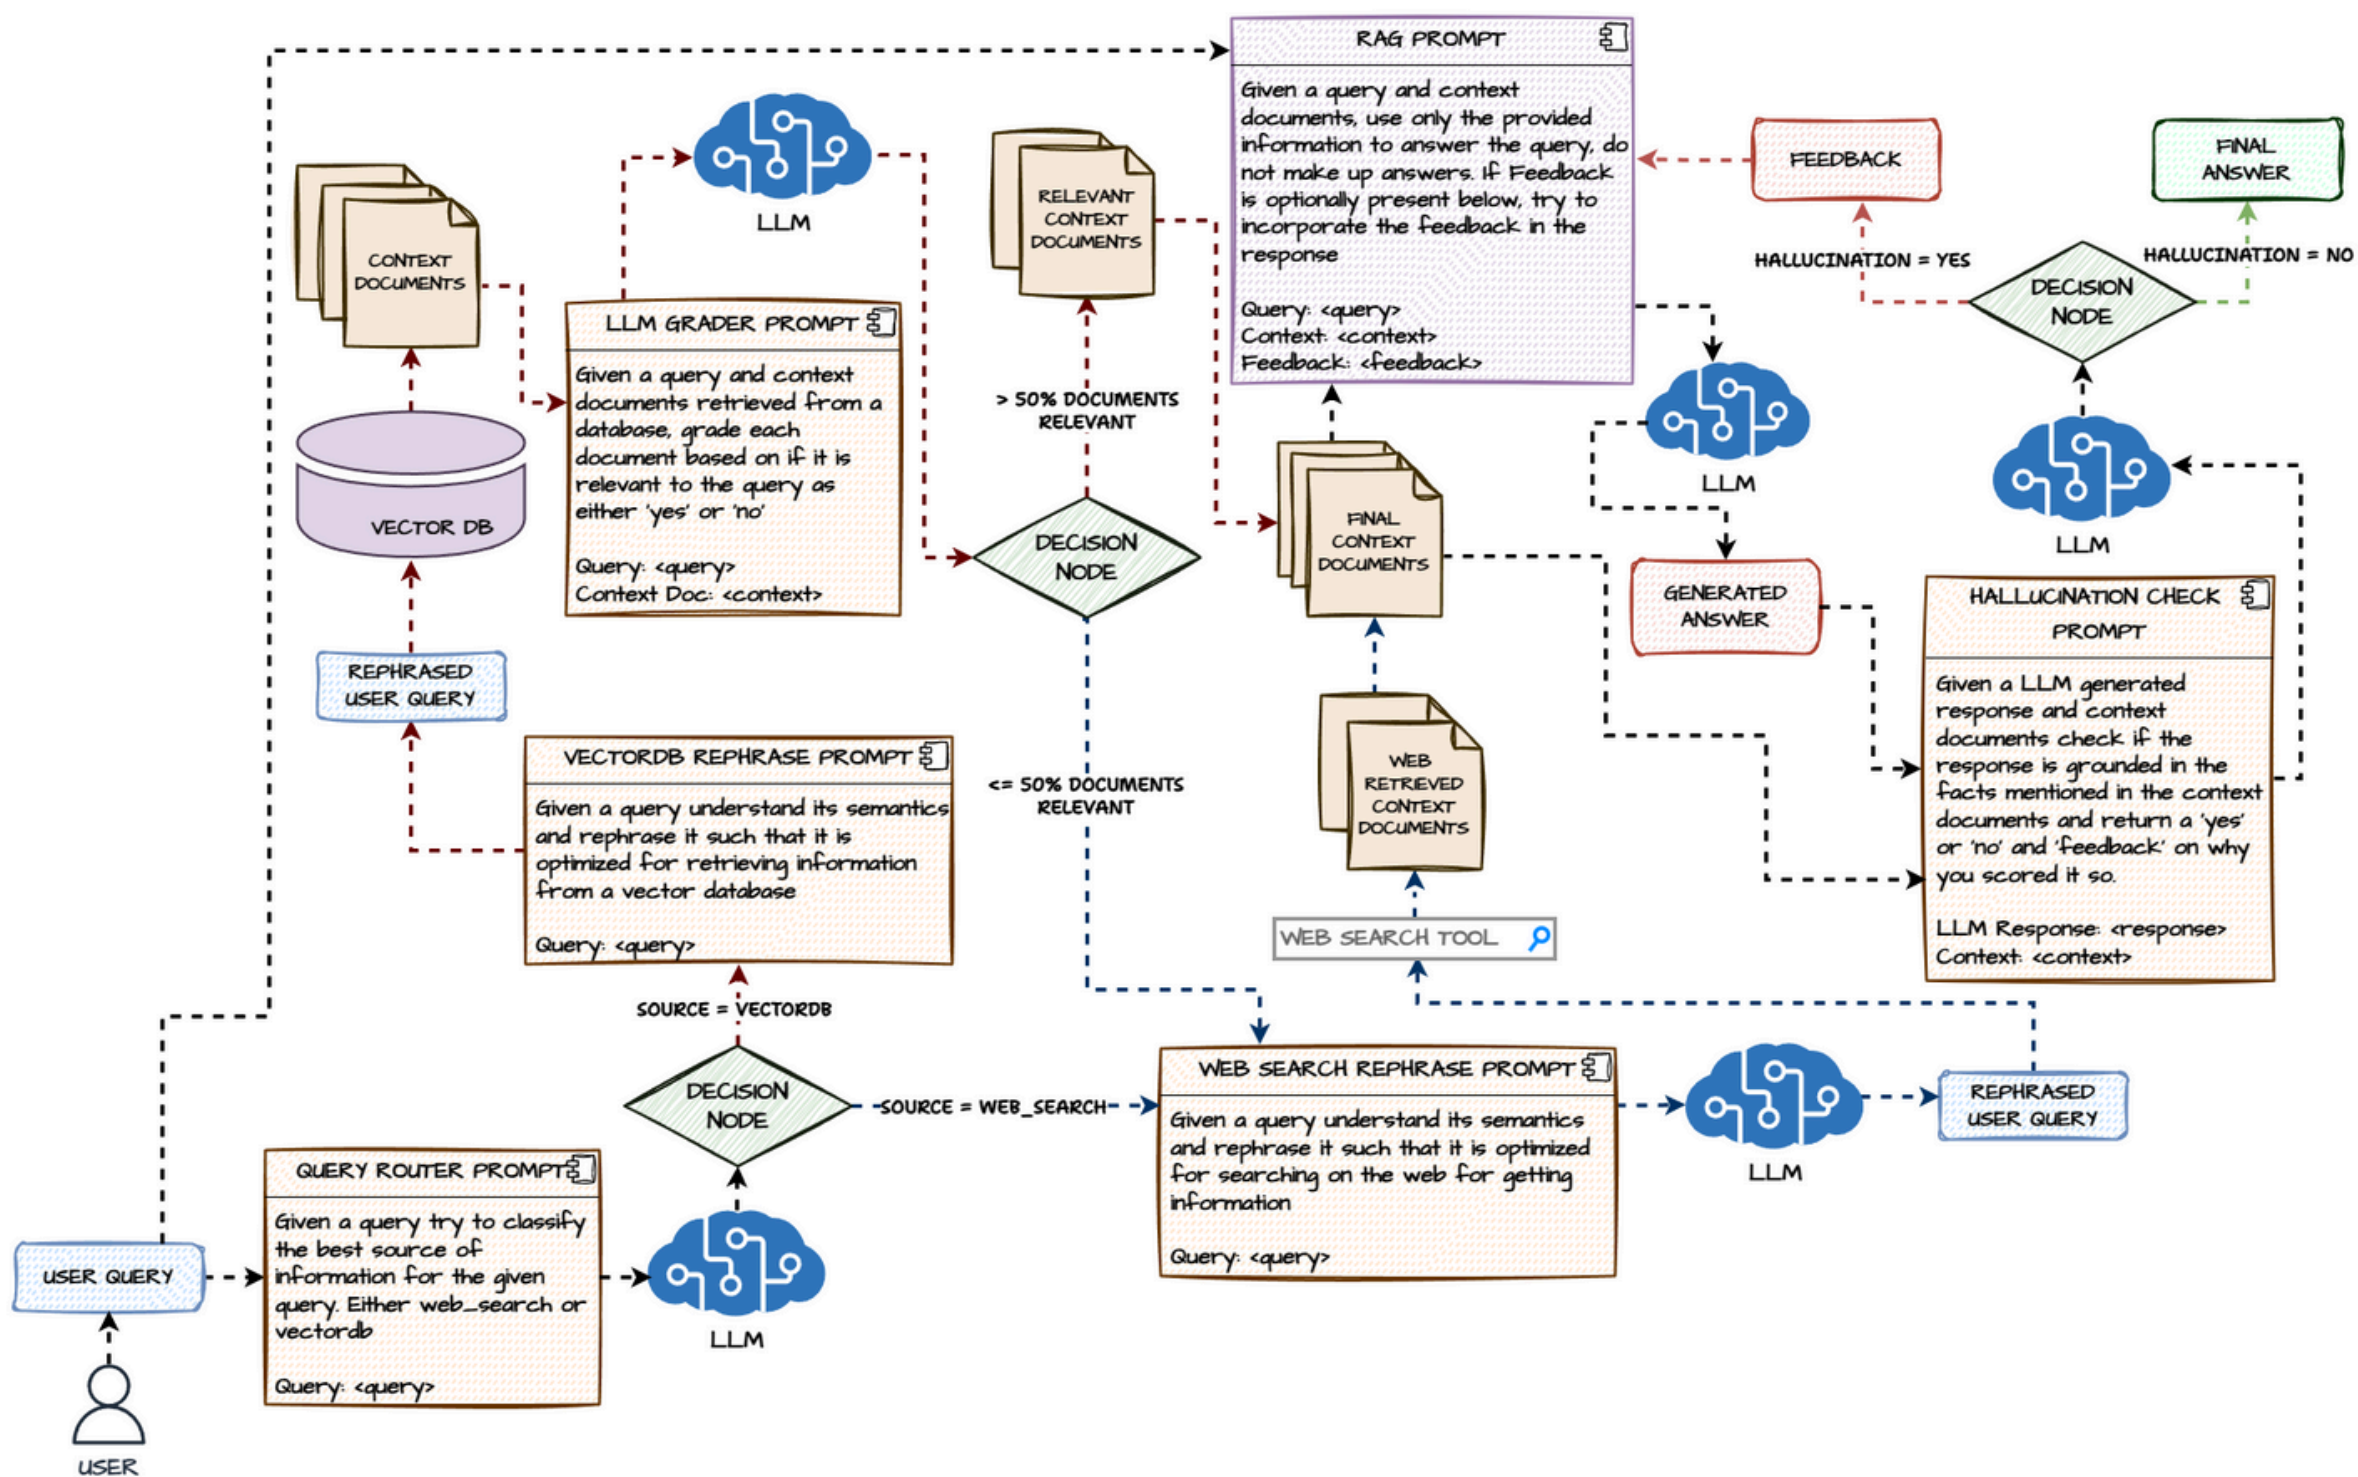 RAG PROMPT
Given a query and context
documents, use only the provided
information to answer the query, do
not make up answers. If Feedback
is optionally present below, try to
incorporate the feedback in the
response
Query: <query>
Context: <context>
Feedback: <feedback>
FEEDBACK
FINAL
ANSWER
HALLUCINATION = YES
HALLUCINATION = NO
DECISION
NODE
LLM
CONTEXT
DOCUMENTS
RELEVANT
CONTEXT
DOCUMENTS
LLM GRADER PROMPT
Given a query and context
documents retrieved from a
database, grade each
document based on if it is
relevant to the query as
either 'yes' or 'no'
Query: <query>
Context Doc: <context>
> 50% DOCUMENTS
RELEVANT
DECISION
NODE
VECTOR DB
FINAL
CONTEXT
DOCUMENTS
LLM
LLM
GENERATED
ANSWER
HALLUCINATION CHECK
PROMPT
Given a LLM generated
response and context
documents check if the
response is grounded in the
facts mentioned in the context
documents and return a 'yes'
or 'no' and 'feedback' on why
you scored it so.
LLM Response: <response>
Context: <context>
REPHRASED
USER QUERY
VECTORDB REPHRASE PROMPT
Given a query understand its semantics
and rephrase it such that it is
optimized for retrieving information
from a vector database
Query: <query>
<= 50% DOCUMENTS
RELEVANT
WEB
RETRIEVED
CONTEXT
DOCUMENTS
WEB SEARCH TOOL
SOURCE = VECTORDB
DECISION
NODE
SOURCE = WEB_SEARCH
WEB SEARCH REPHRASE PROMPT
Given a query understand its semantics
and rephrase it such that it is optimized
for searching on the web for getting
information
Query: <query>
LLM
REPHRASED
USER QUERY
QUERY ROUTER PROMPT
Given a query try to classify
the best source of
information for the given
query. Either web_search or
vectordb
Query: <query>
LLM
USER QUERY
USER